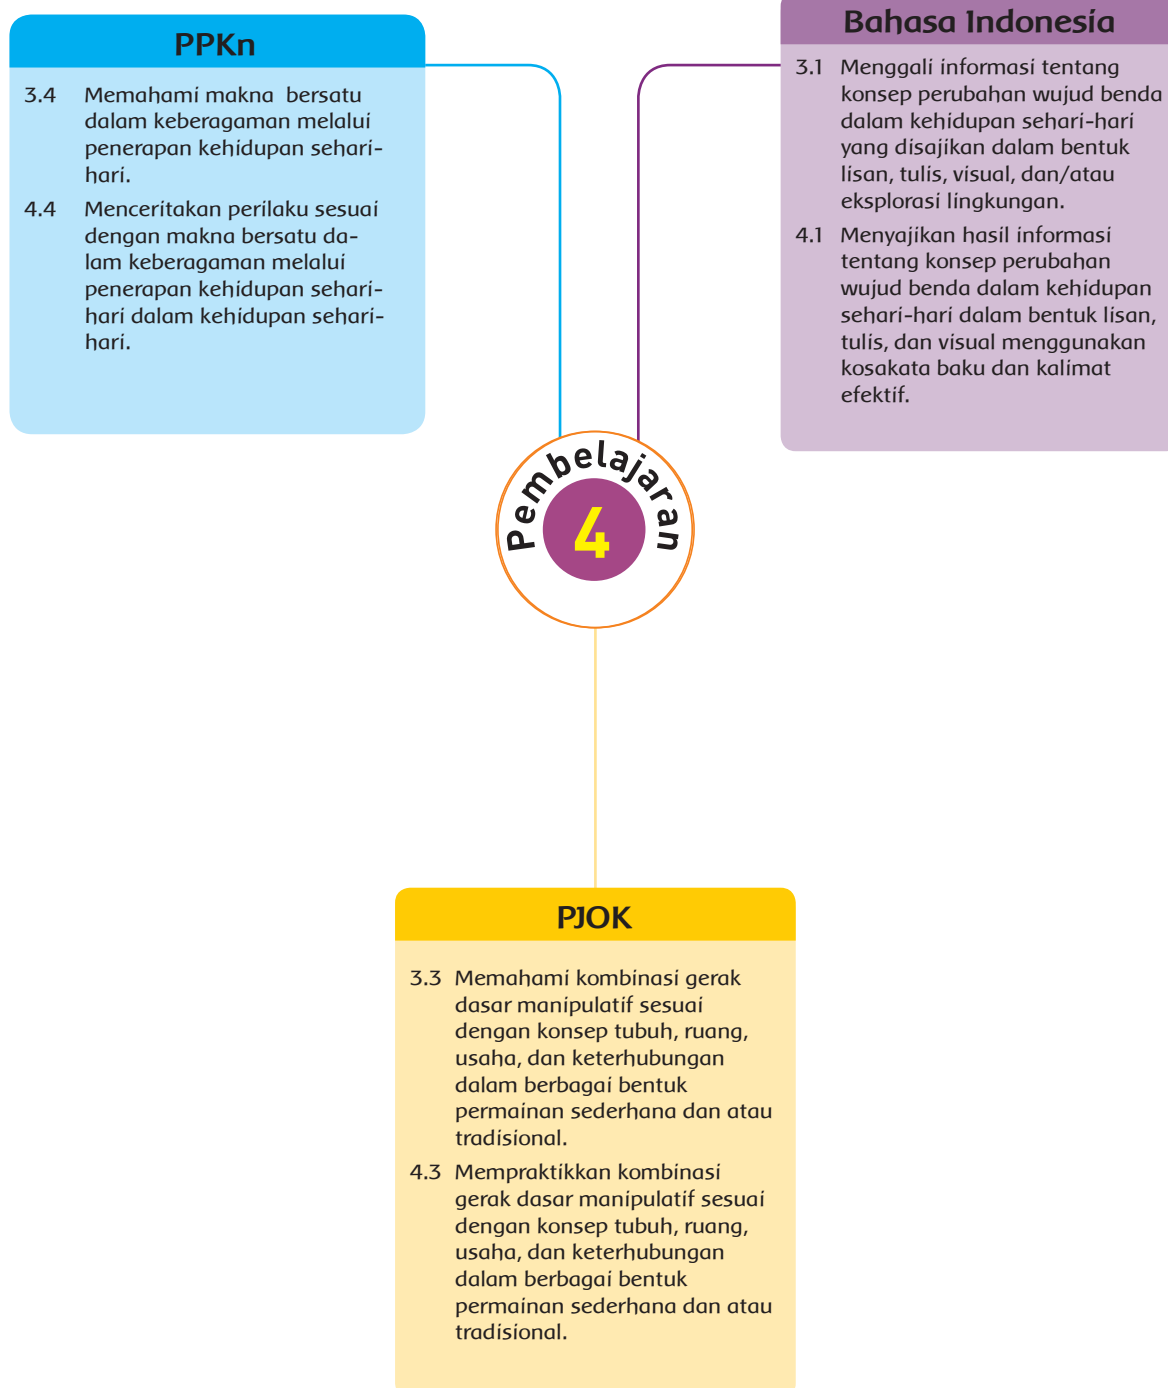 PPKn
3.4 Memahami makna bersatu
dalam keberagaman melalui
penerapan kehidupan sehari-
hari.
4.4 Menceritakan perilaku sesuai
dengan makna bersatu da-
lam keberagaman melalui
penerapan kehidupan sehari-
hari dalam kehidupan sehari-
hari.
Bahasa Indonesia
3.1 Menggali informasi tentang
konsep perubahan wujud benda
dalam kehidupan sehari-hari
yang disajikan dalam bentuk
lisan, tulis, visual, dan/atau
eksplorasi lingkungan.
4.1 Menyajikan hasil informasi
tentang konsep perubahan
wujud benda dalam kehidupan
sehari-hari dalam bentuk lisan,
tulis, dan visual menggunakan
kosakata baku dan kalimat
efektif.
Pembelajaran
4
PJOK
3.3 Memahami kombinasi gerak
dasar manipulatif sesuai
dengan konsep tubuh, ruang,
usaha, dan keterhubungan
dalam berbagai bentuk
permainan sederhana dan atau
tradisional.
4.3 Mempraktikkan kombinasi
gerak dasar manipulatif sesuai
dengan konsep tubuh, ruang,
usaha, dan keterhubungan
dalam berbagai bentuk
permainan sederhana dan atau
tradisional.